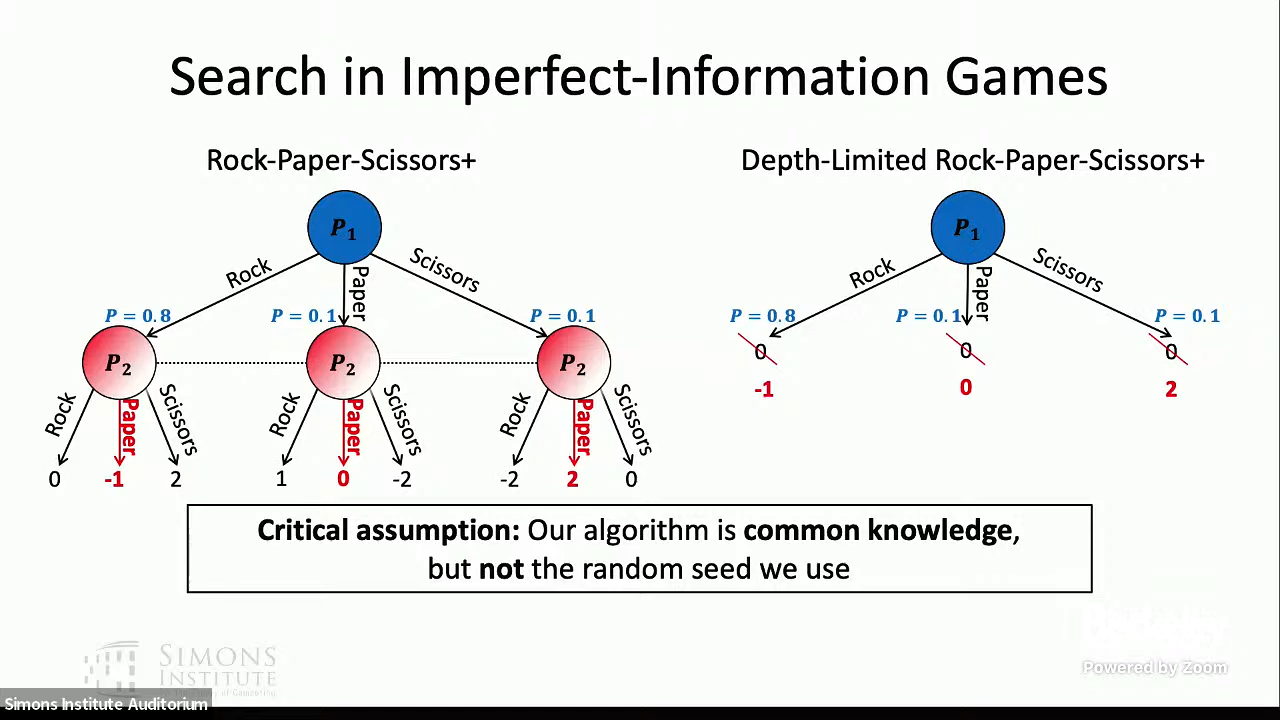 Search in Imperfect-Information Games
Rock-Paper-Scissors+
P₁
Rock
Paper
Scissors
P = 0.8
P = 0.1
P = 0.1
P₂
P₂
P₂
Rock
Paper
Scissors
Rock
Paper
Scissors
Rock
Paper
Scissors
0
-1
2
1
0
-2
-2
2
0
Depth-Limited Rock-Paper-Scissors+
P₁
Rock
Paper
Scissors
P = 0.8
P = 0.1
P = 0.1
0
0
0
-1
0
2
Critical assumption: Our algorithm is common knowledge,
but not the random seed we use
SIMONS
INSTITUTE
Powered by Zoom
Simons Institute Auditorium